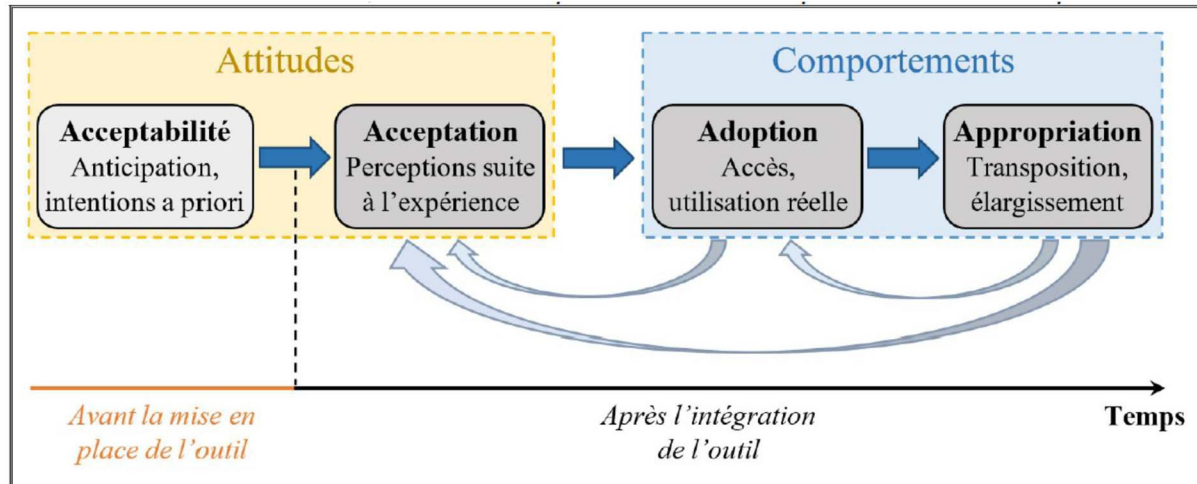 Attitudes
Comportements
Acceptabilité
Anticipation,
intentions a priori
Acceptation
Perceptions suite
à l’expérience
Adoption
Accès,
utilisation réelle
Appropriation
Transposition,
élargissement
Avant la mise en
place de l’outil
Après l’intégration
de l’outil
Temps